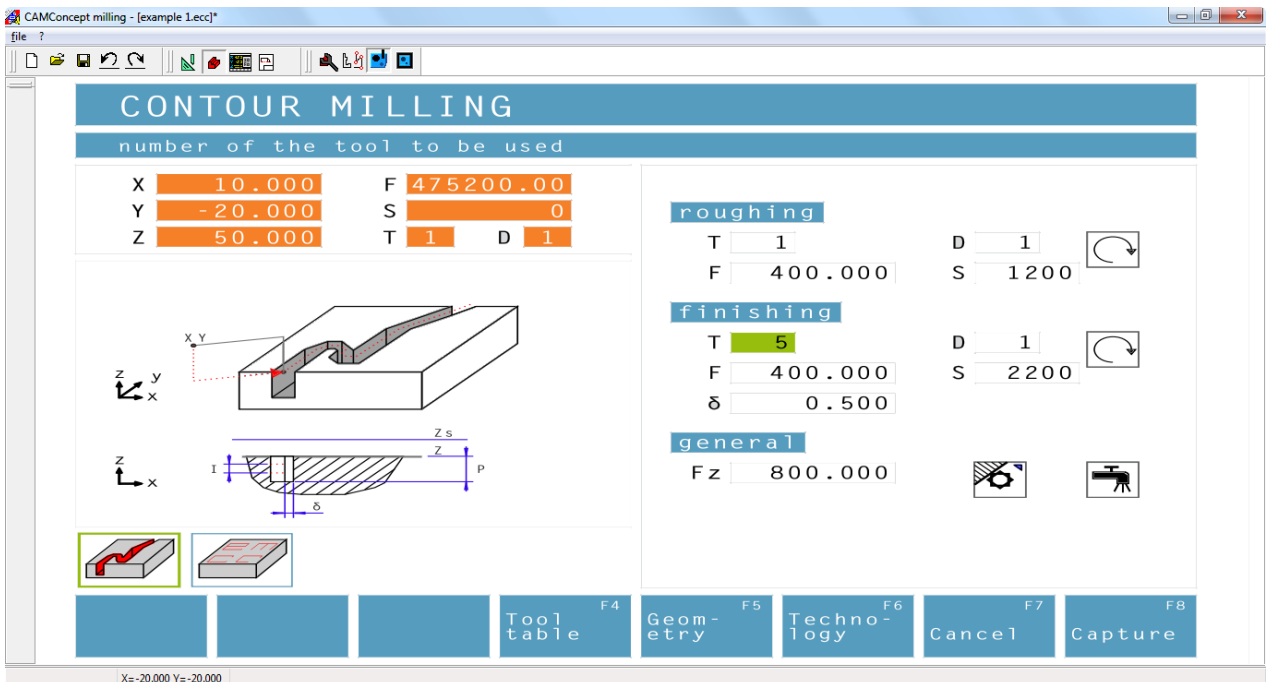 CAMConcept milling - [example 1.ecc]*
file ?
CONTOUR MILLING
number of the tool to be used
X 10.000 F 475200.00
Y -20.000 S 0
Z 50.000 T 1 D 1
roughing
T 1 D 1
F 400.000 S 1200
finishing
T 5 D 1
F 400.000 S 2200
δ 0.500
general
Fz 800.000
X Y
z y
x
Zs
Z
z
I P
x
δ
F4 F5 F6 F7 F8
Tool Geom- Techno-
table etry logy Cancel Capture
X=-20.000 Y=-20.000